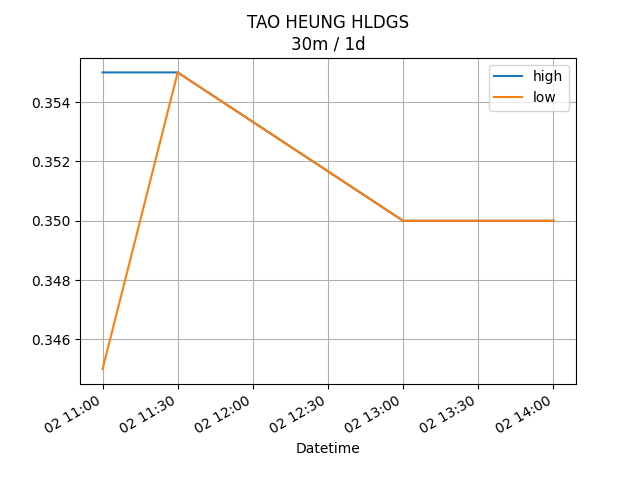 TAO HEUNG HLDGS
30m / 1d
high
low
0.354
0.352
0.350
0.348
0.346
02 11:00
02 11:30
02 12:00
02 12:30
02 13:00
02 13:30
02 14:00
Datetime